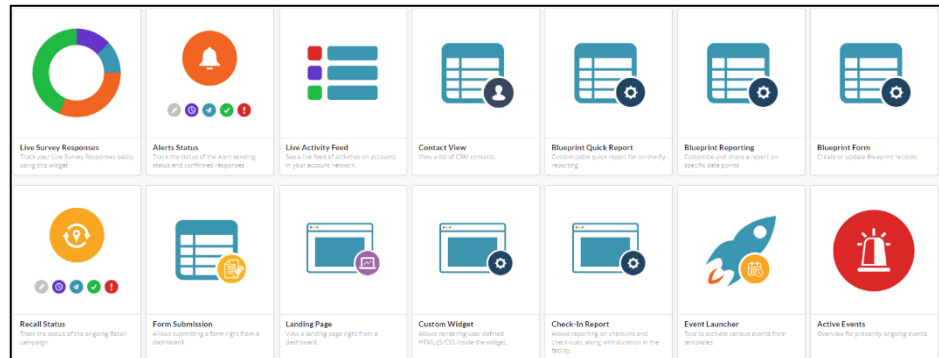 Live Survey Responses
Track your Live Survey Responses easily
using this widget
Alerts Status
Track the status of the Alert sending
status and confirmed responses
Live Activity Feed
See a live feed of activities on accounts
in your account network.
Contact View
View a list of CRM contacts
Blueprint Quick Report
Customizable quick report for on-the-fly
reporting
Blueprint Reporting
Customize and share a report on
specific data points
Blueprint Form
Create or update Blueprint records
Recall Status
Track the status of the ongoing Recall
campaign
Form Submission
Allows submitting a form right from a
dashboard.
Landing Page
View a landing page right from a
dashboard.
Custom Widget
Allows rendering user defined
HTML/JS/CSS inside the widget.
Check-In Report
Allows reporting on check-ins and
check-outs, along with duration in the
facility.
Event Launcher
Tool to activate various events from
templates.
Active Events
Overview for presently ongoing events.